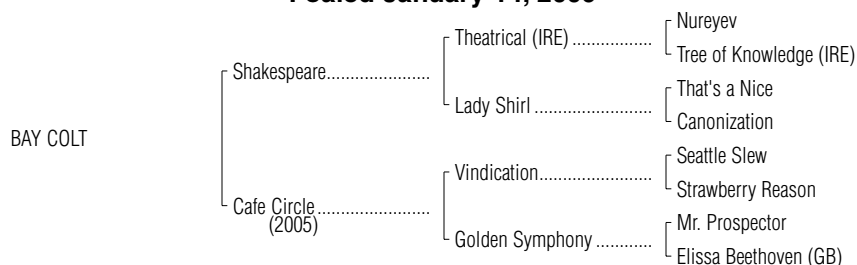 Nureyev
Theatrical (IRE)
Tree of Knowledge (IRE)
Shakespeare
That's a Nice
Lady Shirl
Canonization
BAY COLT
Seattle Slew
Vindication
Strawberry Reason
Cafe Circle
(2005)
Mr. Prospector
Golden Symphony
Elissa Beethoven (GB)